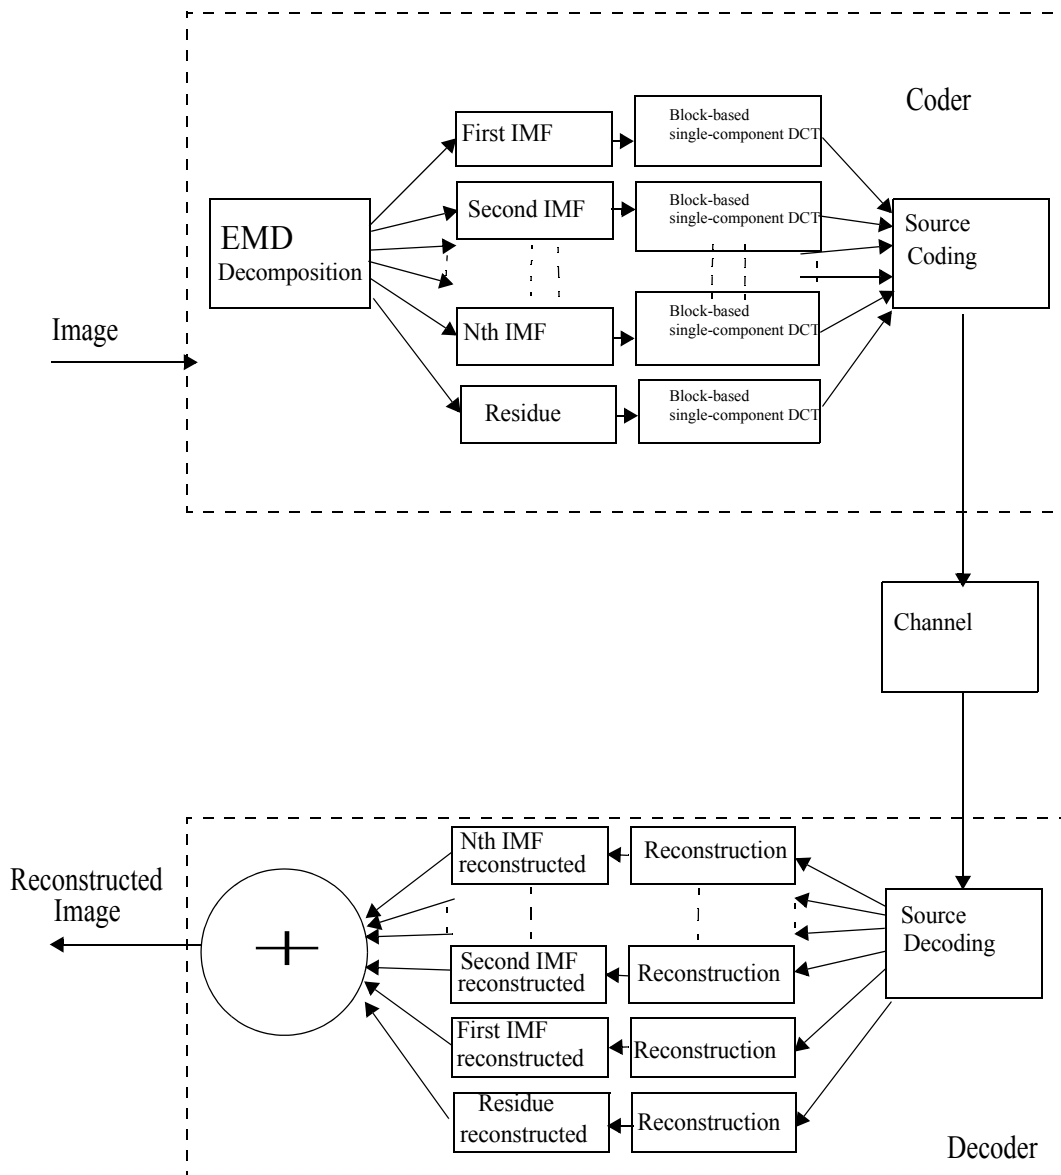 Coder
Image
EMD
Decomposition
First IMF
Second IMF
Nth IMF
Residue
Block-based
single-component DCT
Block-based
single-component DCT
Block-based
single-component DCT
Block-based
single-component DCT
Source
Coding
Channel
Source
Decoding
Reconstruction
Reconstruction
Reconstruction
Reconstruction
Nth IMF
reconstructed
Second IMF
reconstructed
First IMF
reconstructed
Residue
reconstructed
+
Reconstructed
Image
Decoder